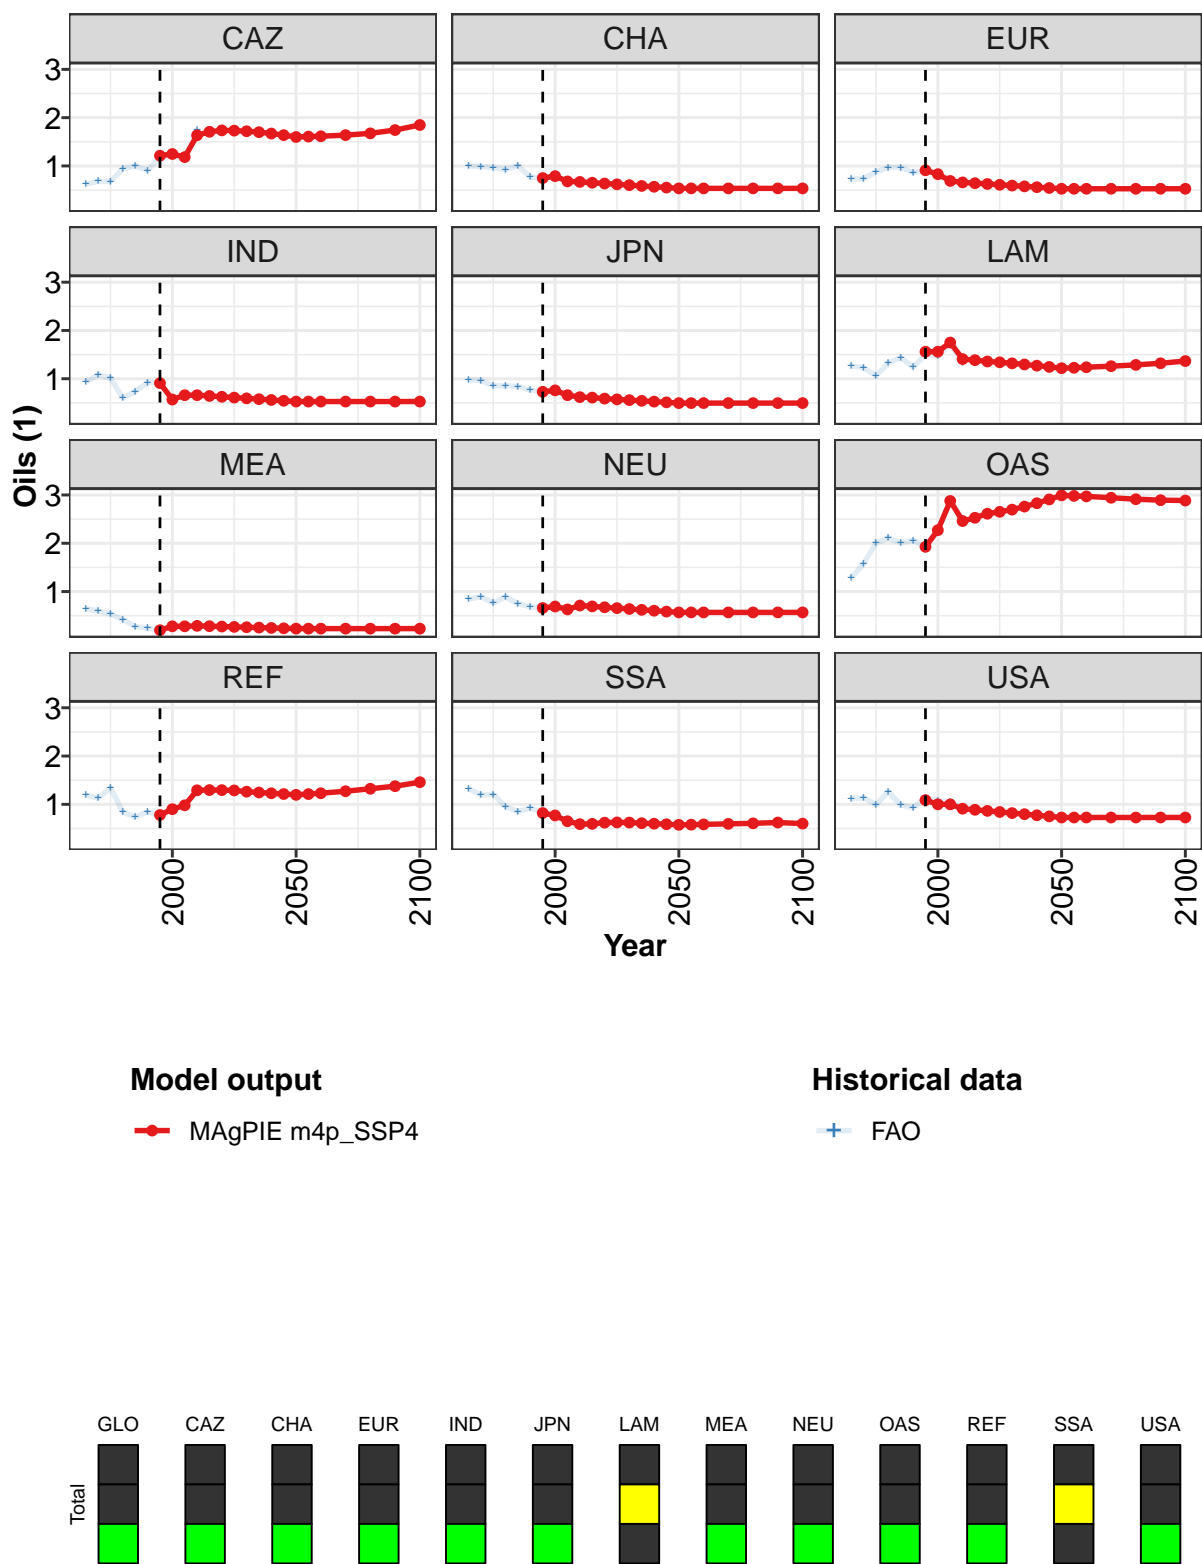 CAZ CHA EUR
3
2
1
IND JPN LAM
3
2
1
MEA NEU OAS
3
2
1
REF SSA USA
3
2
1
Oils (1)
2000 2050 2100 2000 2050 2100 2000 2050 2100
Year
Model output Historical data
MAgPIE m4p_SSP4 FAO
GLO CAZ CHA EUR IND JPN LAM MEA NEU OAS REF SSA USA
Total